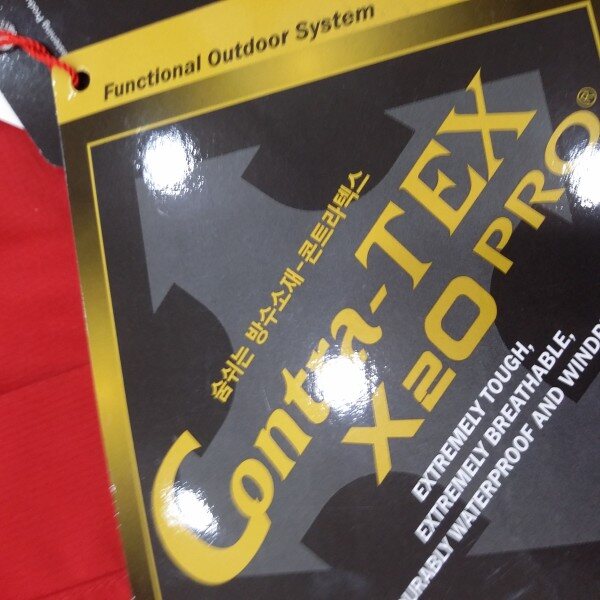 Functional Outdoor System
숨쉬는 방수소재-콘트라텍스
Contra-TEX
X20 PRO
EXTREMELY TOUGH,
EXTREMELY BREATHABLE,
AND